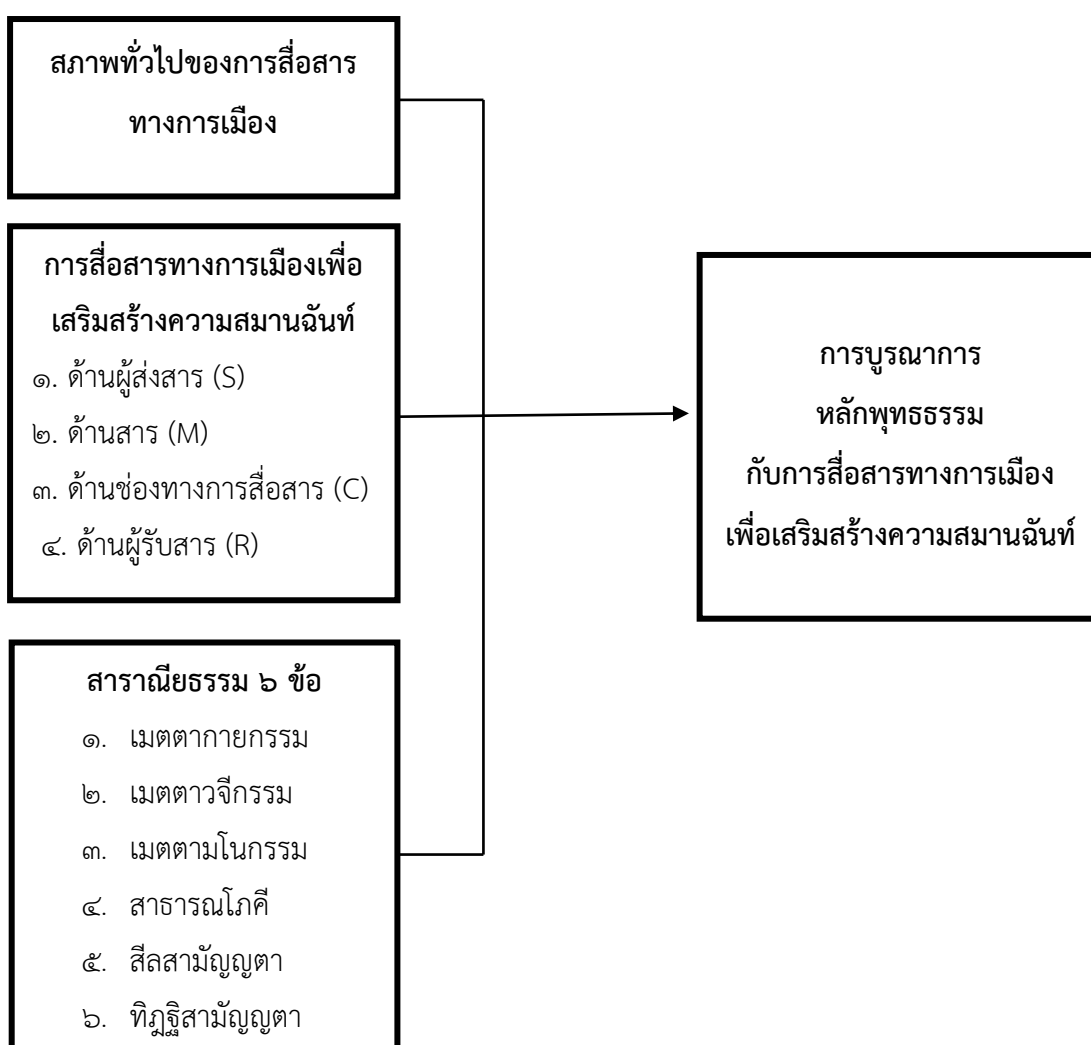 สภาพทั่วไปของการสื่อสาร
ทางการเมือง
การสื่อสารทางการเมืองเพื่อ
เสริมสร้างความสมานฉันท์
๑. ด้านผู้ส่งสาร (S)
๒. ด้านสาร (M)
๓. ด้านช่องทางการสื่อสาร (C)
๔. ด้านผู้รับสาร (R)
สาราณียธรรม ๖ ข้อ
๑. เมตตากายกรรม
๒. เมตตาวจีกรรม
๓. เมตตามโนกรรม
๔. สาธารณโภคี
๕. สีลสามัญญตา
๖. ทิฏฐิสามัญญตา
การบูรณาการ
หลักพุทธธรรม
กับการสื่อสารทางการเมือง
เพื่อเสริมสร้างความสมานฉันท์